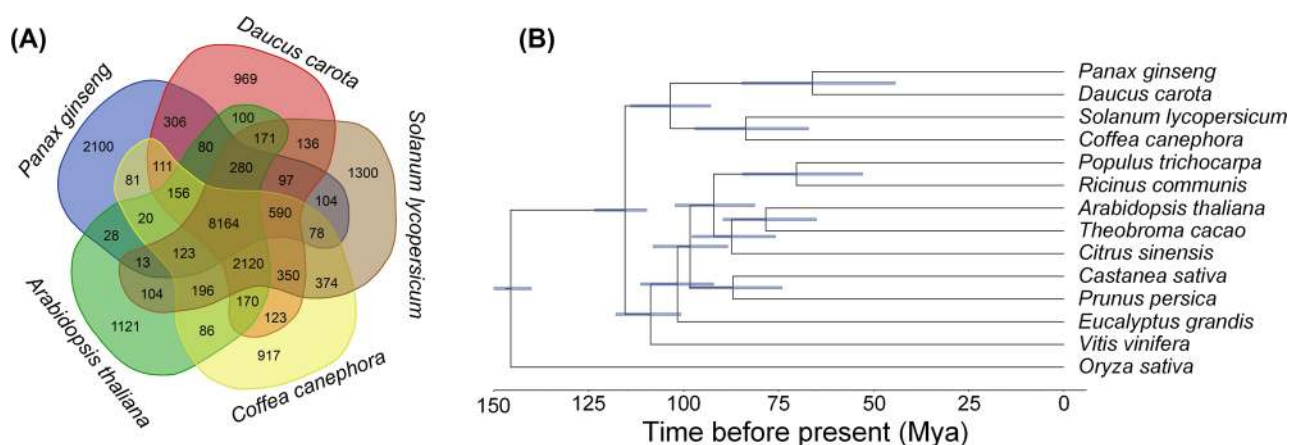 (A)
(B)
Panax ginseng
Daucus carota
Solanum lycopersicum
Arabidopsis thaliana
Coffea canephora
969
306
100
171
136
2100
80
280
1300
81
111
97
104
156
20
8164
590
78
28
123
13
2120
350
374
104
196
170
123
1121
86
917
Panax ginseng
Daucus carota
Solanum lycopersicum
Coffea canephora
Populus trichocarpa
Ricinus communis
Arabidopsis thaliana
Theobroma cacao
Citrus sinensis
Castanea sativa
Prunus persica
Eucalyptus grandis
Vitis vinifera
Oryza sativa
150 125 100 75 50 25 0
Time before present (Mya)